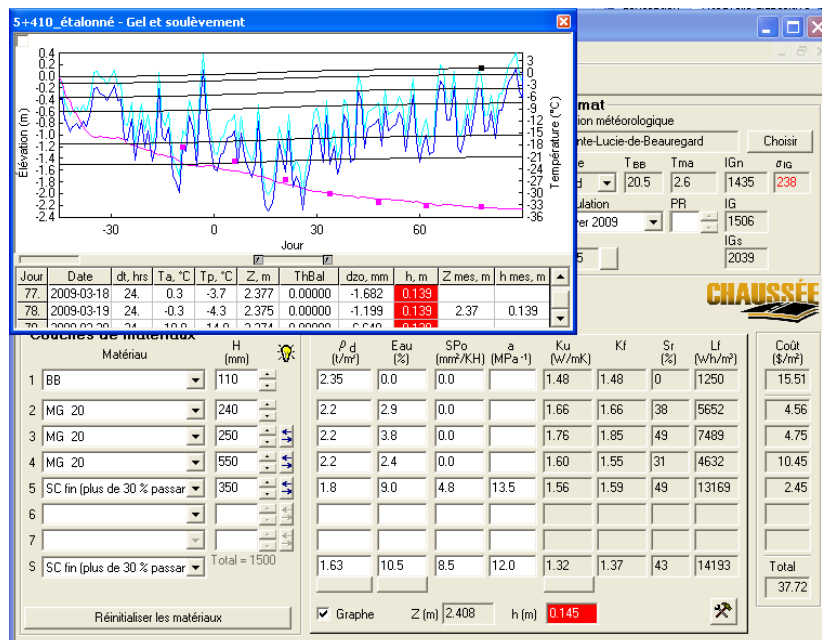 5+410_étalonné - Gel et soulèvement
0.4
0.2
0.0
-0.2
-0.4
-0.6
-0.8
-1.0
-1.2
-1.4
-1.6
-1.8
-2.0
-2.2
-2.4
Élévation (m)
3
0
-3
-6
-9
-12
-15
-18
-21
-24
-27
-30
-33
-36
Température (°C)
-30 0 30 60
Jour
Jour Date dt, hrs Ta, °C Tp, °C Z, m ThBal dzo, mm h, m Z mes, m h mes, m
77. 2009-03-18 24. 0.3 -3.7 2.377 0.00000 -1.682 0.139
78. 2009-03-19 24. -0.3 -4.3 2.375 0.00000 -1.199 0.139 2.37 0.139
mat
ion météorologique
nte-Lucie-de-Beauregard Choisir
e TBB Tma IGn σIG
d 20.5 2.6 1435 238
ulation PR IG
er 2009 1506
IGs
5 2039
CHAUSSÉE
Couches de matériaux
Matériau H (mm) ρd (t/m³) Eau (%) SPo (mm²/KH) a (MPa⁻¹) Ku (W/mK) Kf Sr (%) Lf (Wh/m³) Coût ($/m²)
1 BB 110 2.35 0.0 0.0 1.48 1.48 0 1250 15.51
2 MG 20 240 2.2 2.9 0.0 1.66 1.66 38 5652 4.56
3 MG 20 250 2.2 3.8 0.0 1.76 1.85 49 7489 4.75
4 MG 20 550 2.2 2.4 0.0 1.60 1.55 31 4632 10.45
5 SC fin (plus de 30 % passar 350 1.8 9.0 4.8 13.5 1.56 1.59 49 13169 2.45
6
7
Total = 1500
S SC fin (plus de 30 % passar 1.63 10.5 8.5 12.0 1.32 1.37 43 14193
Total
37.72
Réinitialiser les matériaux
Graphe Z (m) 2.408 h (m) 0.145